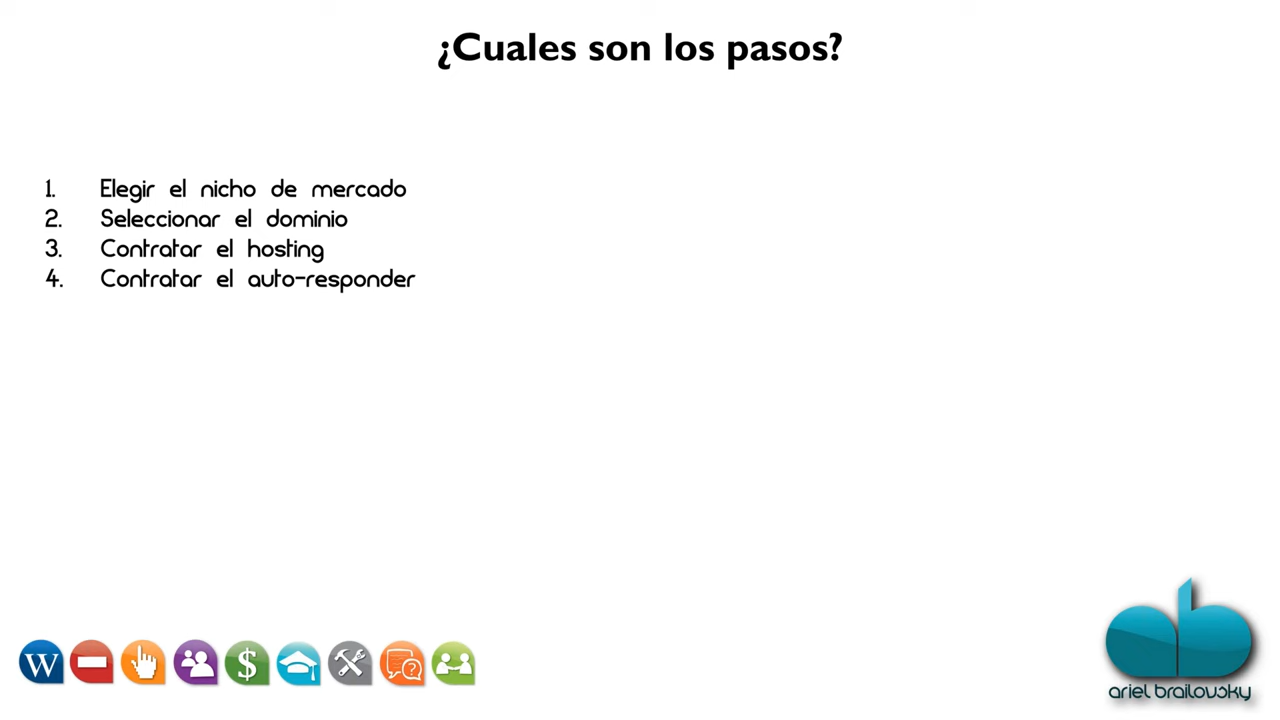 ¿Cuales son los pasos?
1. Elegir el nicho de mercado
2. Seleccionar el dominio
3. Contratar el hosting
4. Contratar el auto-responder
W $ ?
ab
ariel brailovsky